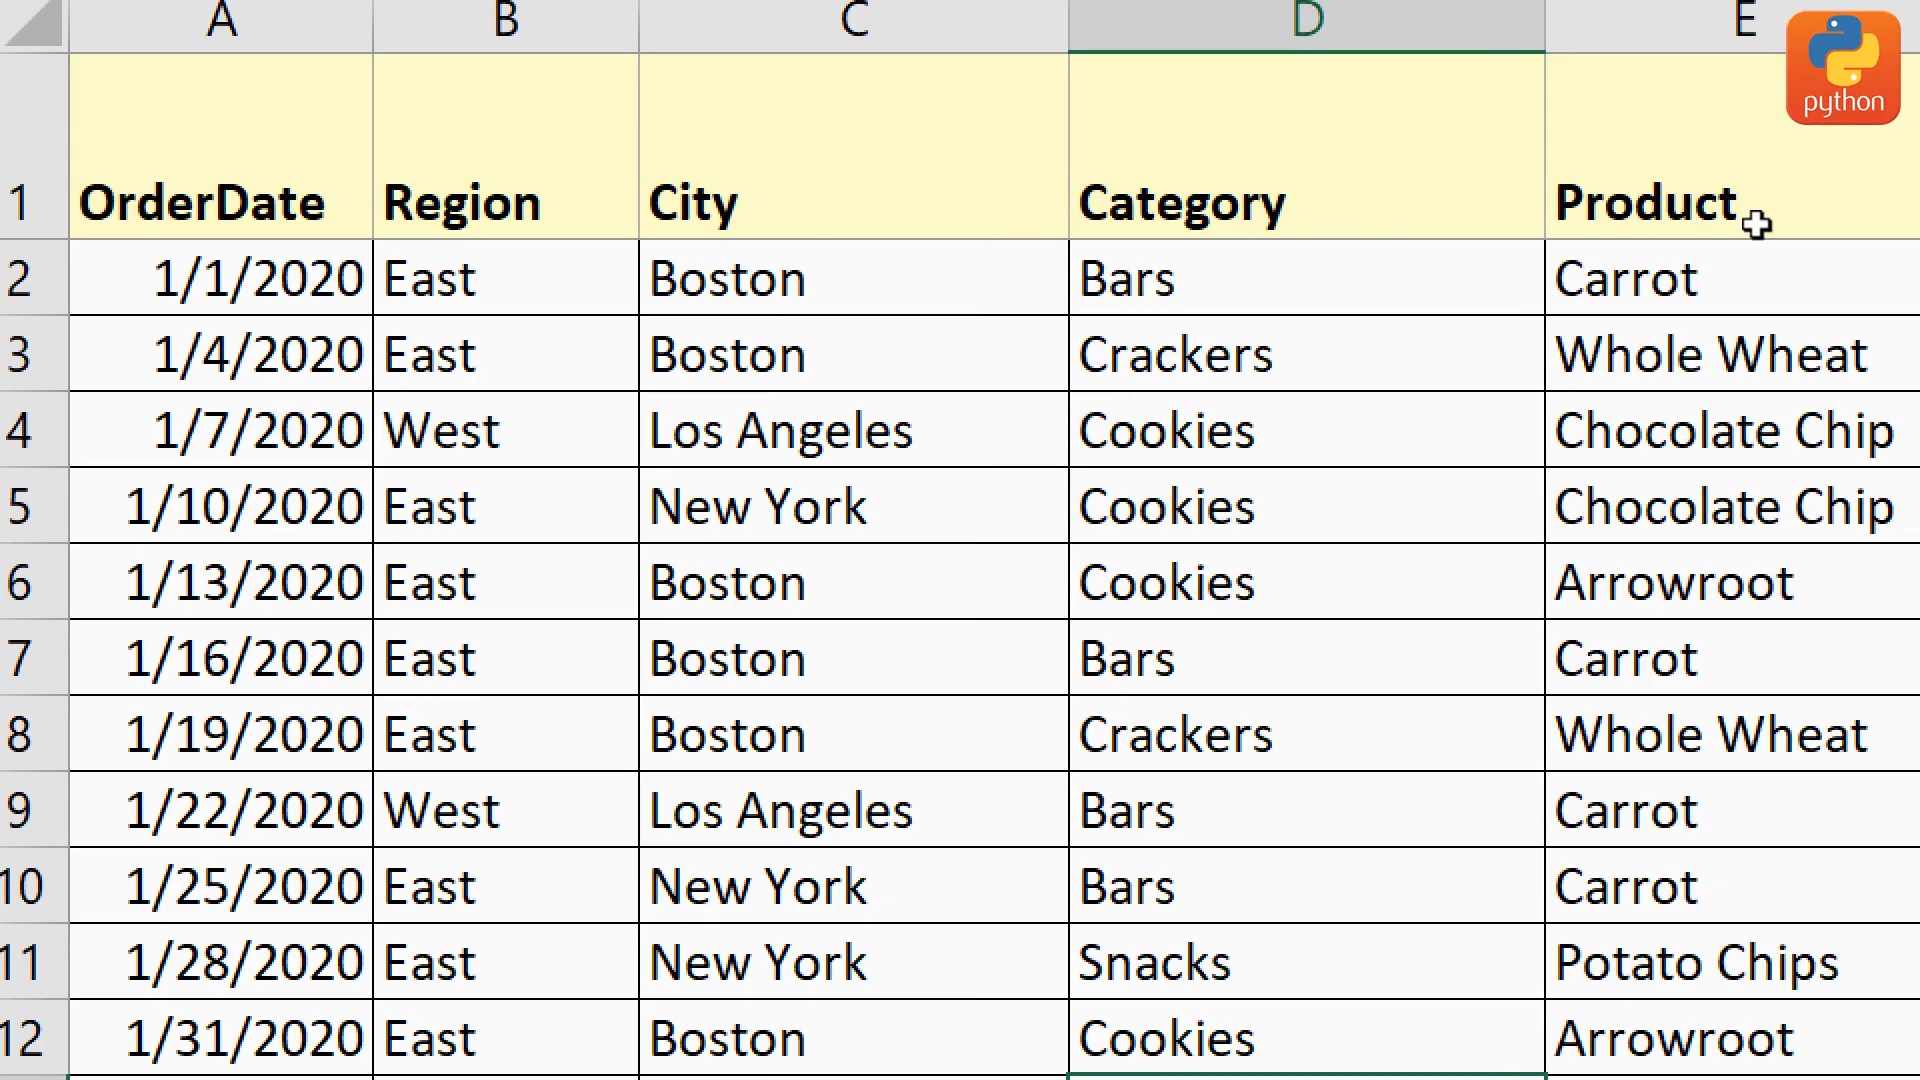 A B C D E
python
1 OrderDate Region City Category Product
2 1/1/2020 East Boston Bars Carrot
3 1/4/2020 East Boston Crackers Whole Wheat
4 1/7/2020 West Los Angeles Cookies Chocolate Chip
5 1/10/2020 East New York Cookies Chocolate Chip
6 1/13/2020 East Boston Cookies Arrowroot
7 1/16/2020 East Boston Bars Carrot
8 1/19/2020 East Boston Crackers Whole Wheat
9 1/22/2020 West Los Angeles Bars Carrot
10 1/25/2020 East New York Bars Carrot
11 1/28/2020 East New York Snacks Potato Chips
12 1/31/2020 East Boston Cookies Arrowroot